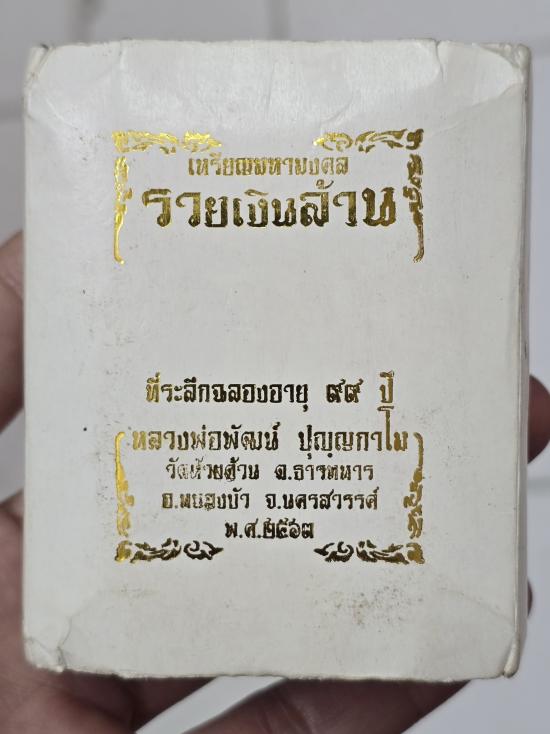 เหรียญมหามงคล
รวยเงินล้าน
ที่ระลึกฉลองอายุ ๙๙ ปี
หลวงพ่อพัฒน์ ปุญฺญกาโม
วัดห้วยด้วน ต.ธารทหาร
อ.หนองบัว จ.นครสวรรค์
พ.ศ.๒๕๖๓